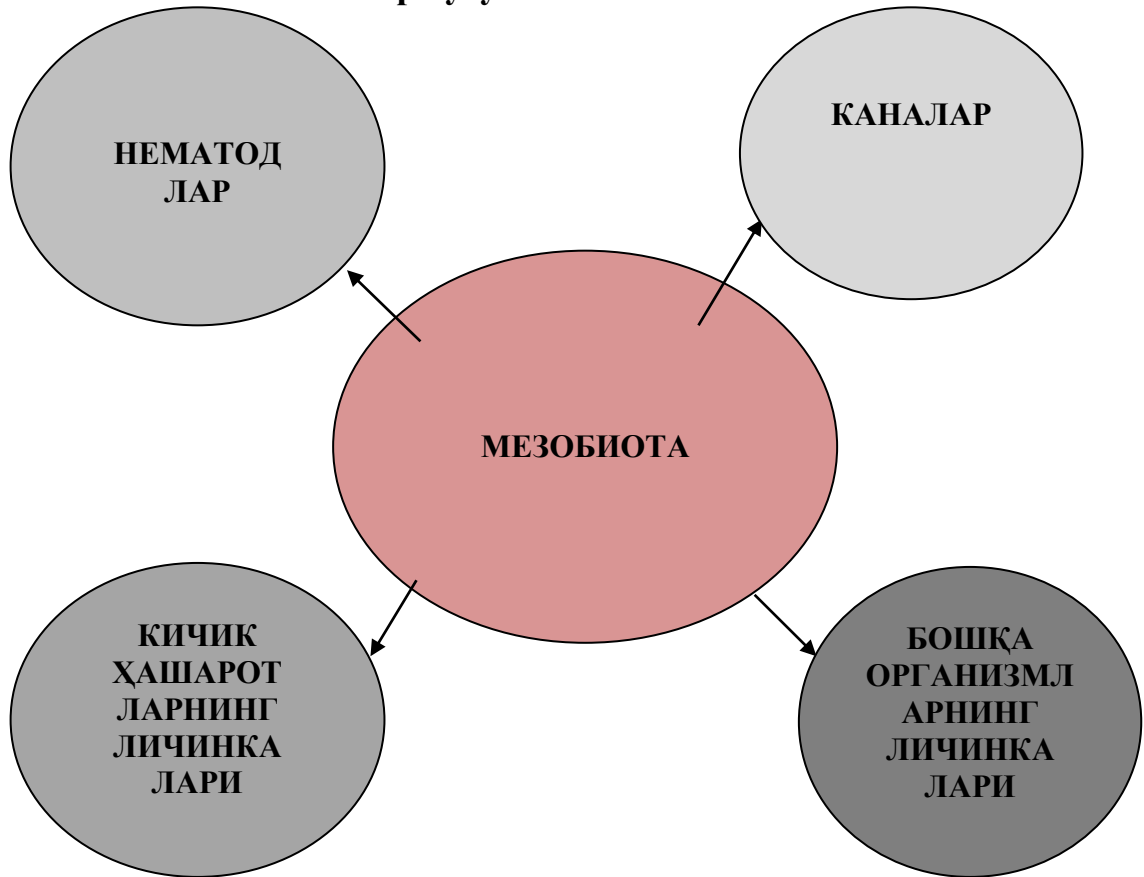 НЕМАТОД
ЛАР
КАНАЛАР
МЕЗОБИОТА
КИЧИК
ҲАШАРОТ
ЛАРНИНГ
ЛИЧИНКА
ЛАРИ
БОШҚА
ОРГАНИЗМЛ
АРНИНГ
ЛИЧИНКА
ЛАРИ